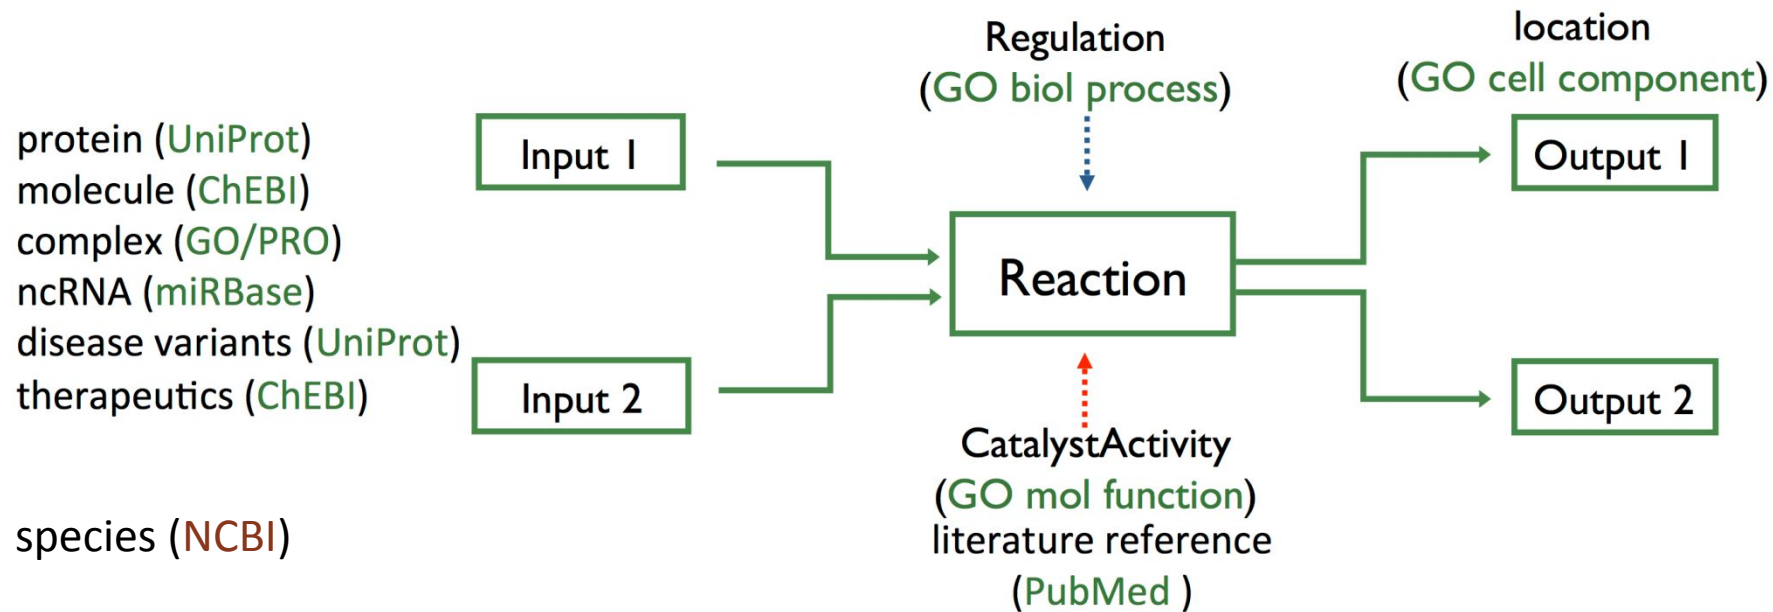 protein (UniProt)
molecule (ChEBI)
complex (GO/PRO)
ncRNA (miRBase)
disease variants (UniProt)
therapeutics (ChEBI)
species (NCBI)
Input 1
Input 2
Regulation
(GO biol process)
Reaction
CatalystActivity
(GO mol function)
literature reference
(PubMed )
location
(GO cell component)
Output 1
Output 2